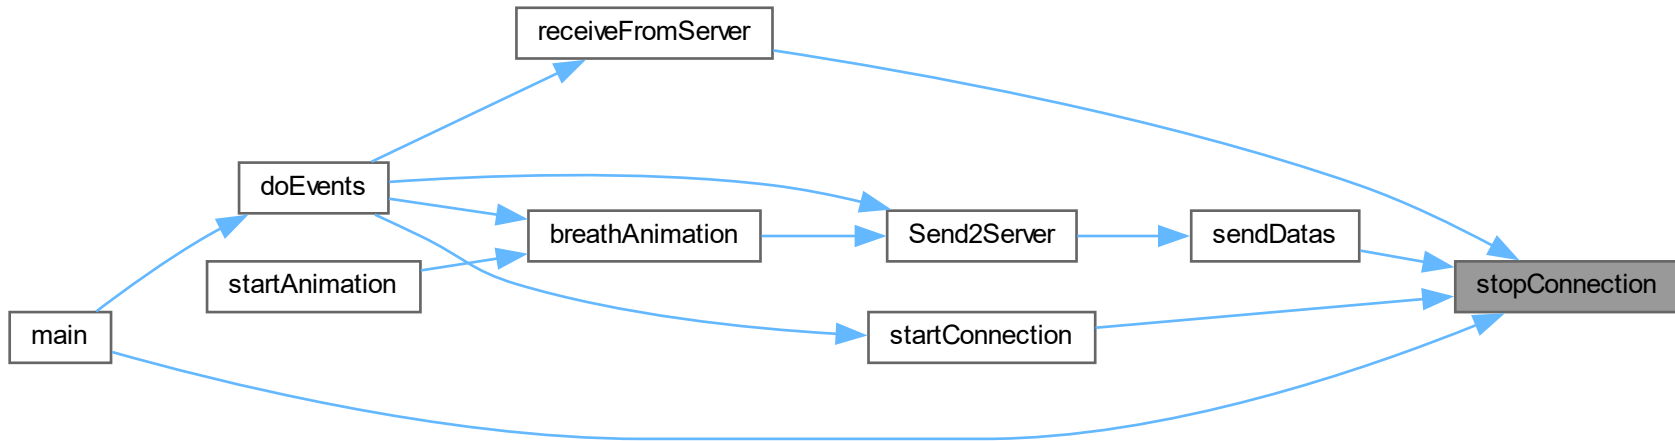 receiveFromServer
doEvents
breathAnimation
Send2Server
sendDatas
startAnimation
stopConnection
main
startConnection